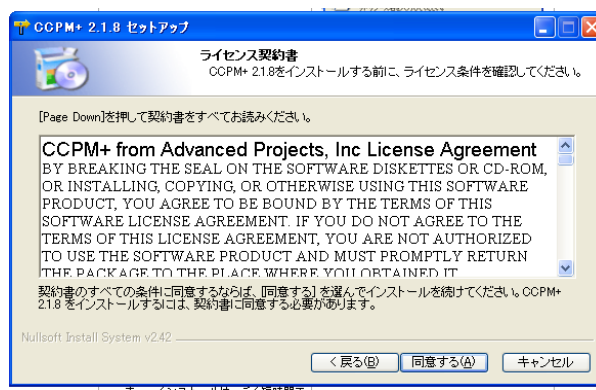 CCPM+ 2.1.8 セットアップ
ライセンス契約書
CCPM+ 2.1.8をインストールする前に、ライセンス条件を確認してください。
[Page Down]を押して契約書をすべてお読みください。
CCPM+ from Advanced Projects, Inc License Agreement
BY BREAKING THE SEAL ON THE SOFTWARE DISKETTES OR CD-ROM,
OR INSTALLING, COPYING, OR OTHERWISE USING THIS SOFTWARE
PRODUCT, YOU AGREE TO BE BOUND BY THE TERMS OF THIS
SOFTWARE LICENSE AGREEMENT. IF YOU DO NOT AGREE TO THE
TERMS OF THIS LICENSE AGREEMENT, YOU ARE NOT AUTHORIZED
TO USE THE SOFTWARE PRODUCT AND MUST PROMPTLY RETURN
THE PACKAGE TO THE PLACE WHERE YOU OBTAINED IT
契約書のすべての条件に同意するならば、[同意する] を選んでインストールを続けてください。CCPM+
2.1.8 をインストールするには、契約書に同意する必要があります。
Nullsoft Install System v2.42
< 戻る(B) 同意する(A) キャンセル